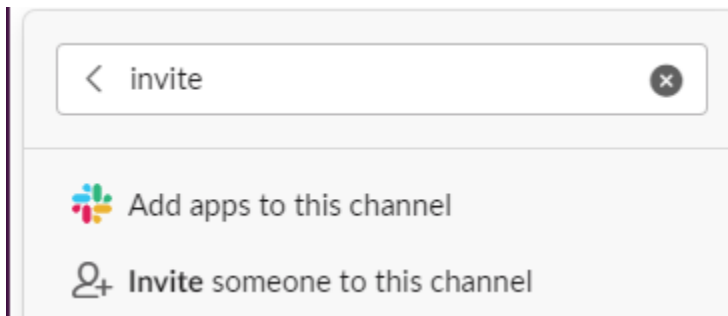 invite
Add apps to this channel
Invite someone to this channel